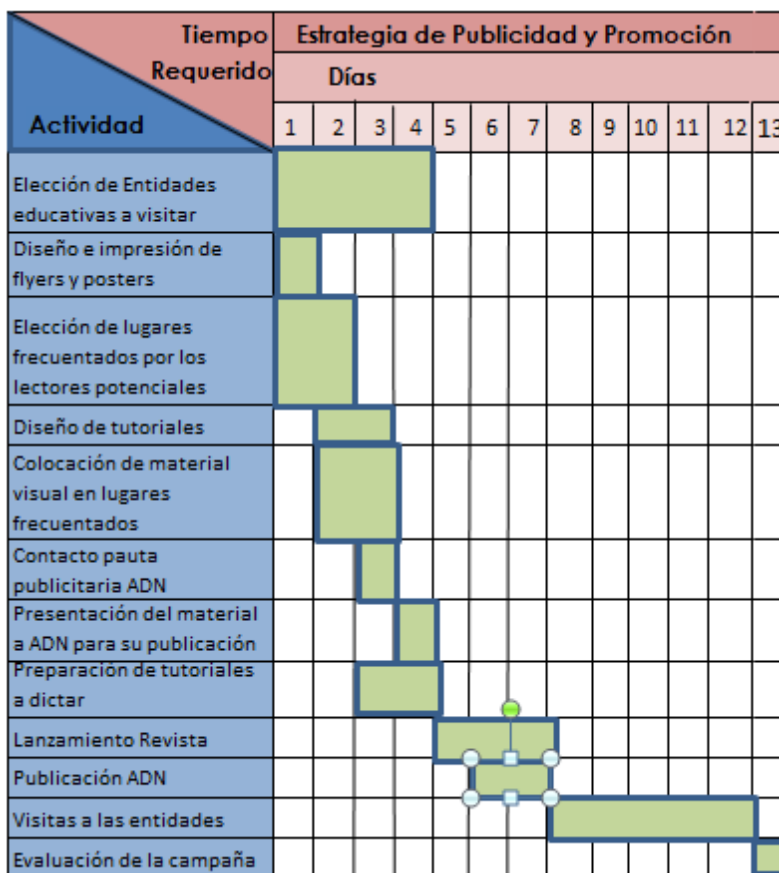 Tiempo
Requerido
Actividad
Estrategia de Publicidad y Promoción
Días
1 2 3 4 5 6 7 8 9 10 11 12 13
Elección de Entidades
educativas a visitar
Diseño e impresión de
flyers y posters
Elección de lugares
frecuentados por los
lectores potenciales
Diseño de tutoriales
Colocación de material
visual en lugares
frecuentados
Contacto pauta
publicitaria ADN
Presentación del material
a ADN para su publicación
Preparación de tutoriales
a dictar
Lanzamiento Revista
Publicación ADN
Visitas a las entidades
Evaluación de la campaña